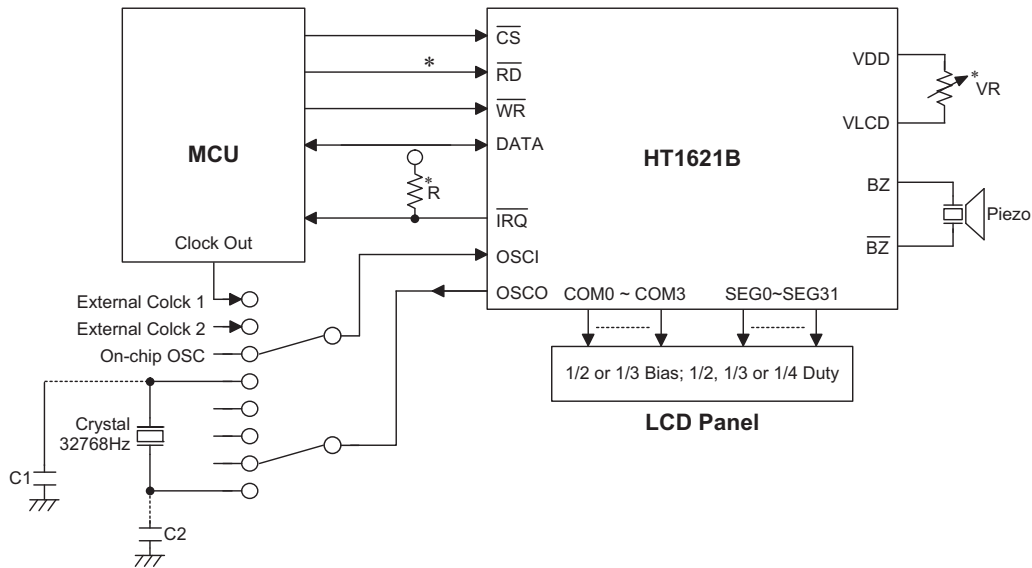 MCU
Clock Out
*
*
R
CS
RD
WR
DATA
IRQ
OSCI
OSCO
HT1621B
VDD
VLCD
BZ
BZ
*
VR
Piezo
COM0 ~ COM3
SEG0~SEG31
1/2 or 1/3 Bias; 1/2, 1/3 or 1/4 Duty
LCD Panel
External Colck 1
External Colck 2
On-chip OSC
Crystal
32768Hz
C1
C2